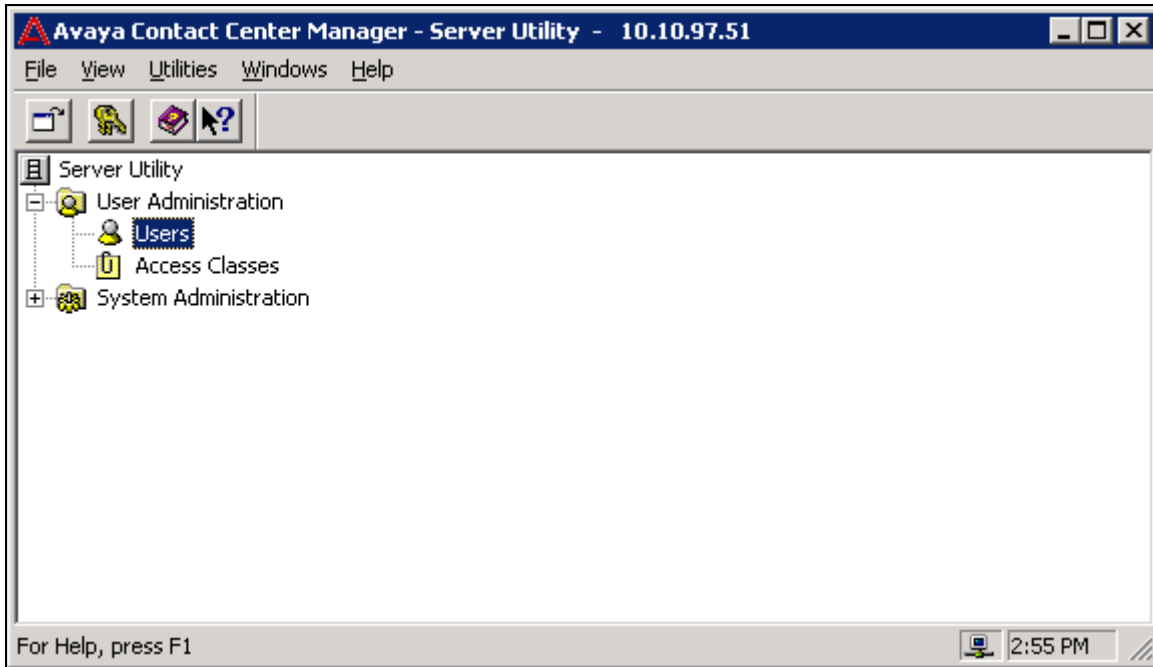 Avaya Contact Center Manager - Server Utility - 10.10.97.51
File View Utilities Windows Help
Server Utility
User Administration
Users
Access Classes
System Administration
For Help, press F1 2:55 PM